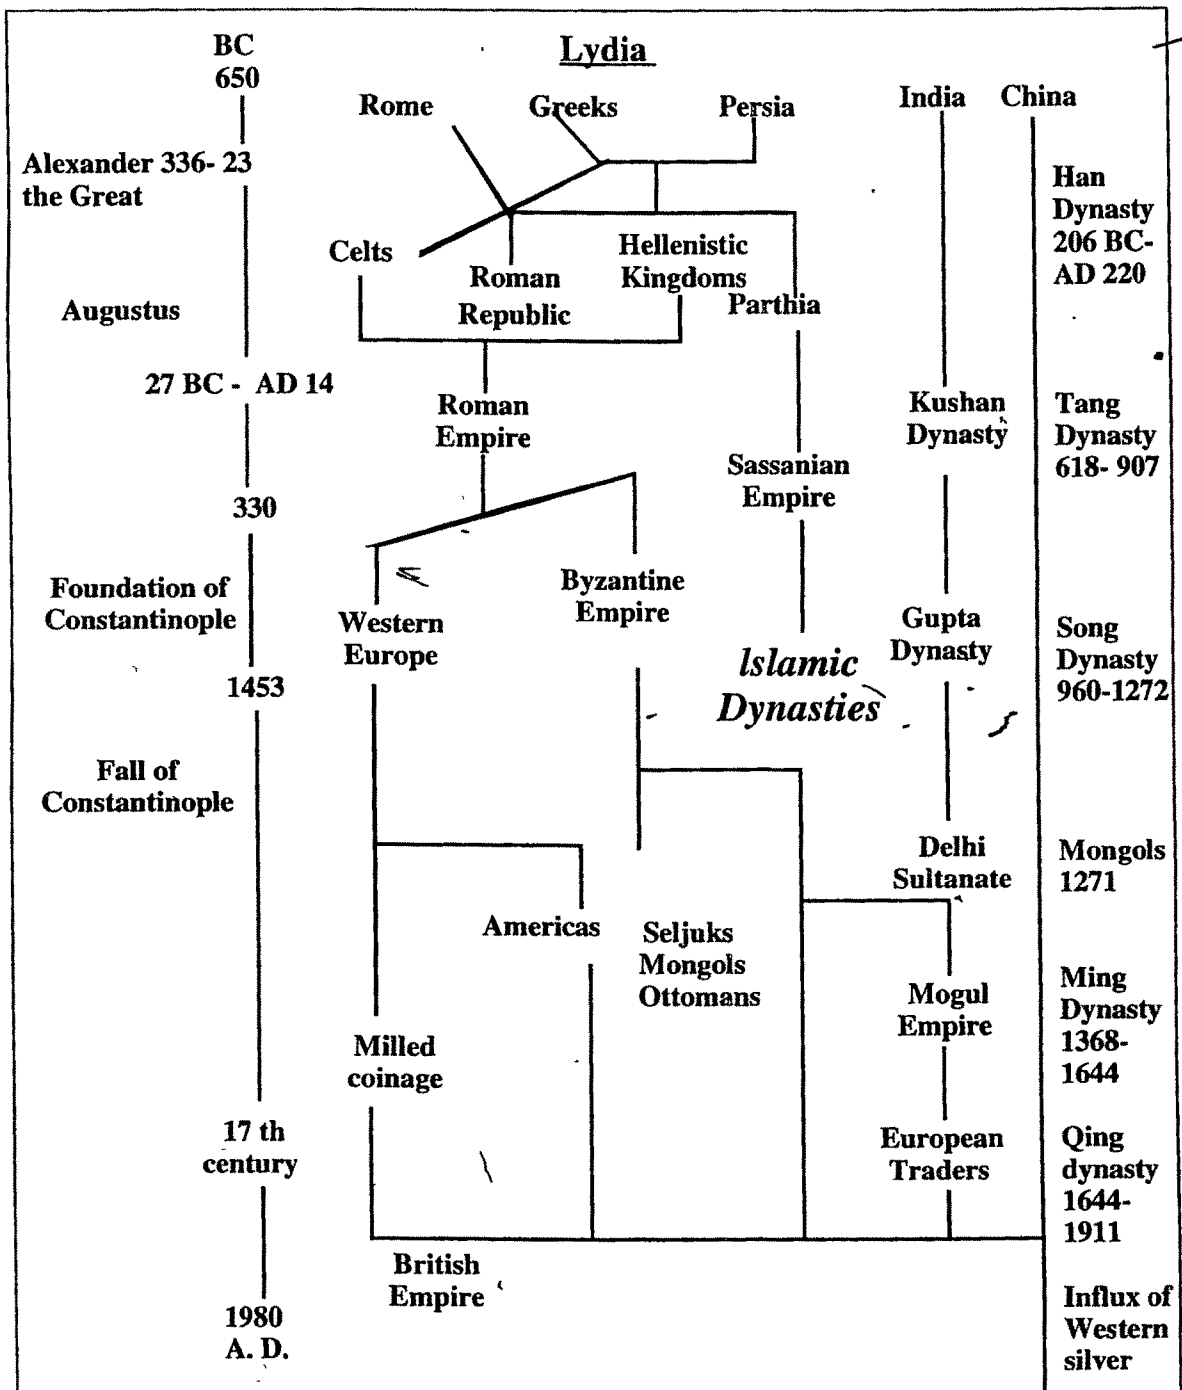 BC
650
Lydia
Rome
Greeks
Persia
India
China
Alexander 336- 23
the Great
Han
Dynasty
206 BC-
AD 220
Celts
Roman
Republic
Hellenistic
Kingdoms
Parthia
Augustus
27 BC - AD 14
Roman
Empire
Kushan
Dynasty
Tang
Dynasty
618- 907
Sassanian
Empire
330
Foundation of
Constantinople
Western
Europe
Byzantine
Empire
Islamic
Dynasties
Gupta
Dynasty
Song
Dynasty
960-1272
1453
Fall of
Constantinople
Delhi
Sultanate
Mongols
1271
Americas
Seljuks
Mongols
Ottomans
Mogul
Empire
Ming
Dynasty
1368-
1644
Milled
coinage
17 th
century
European
Traders
Qing
dynasty
1644-
1911
British
Empire
1980
A. D.
Influx of
Western
silver